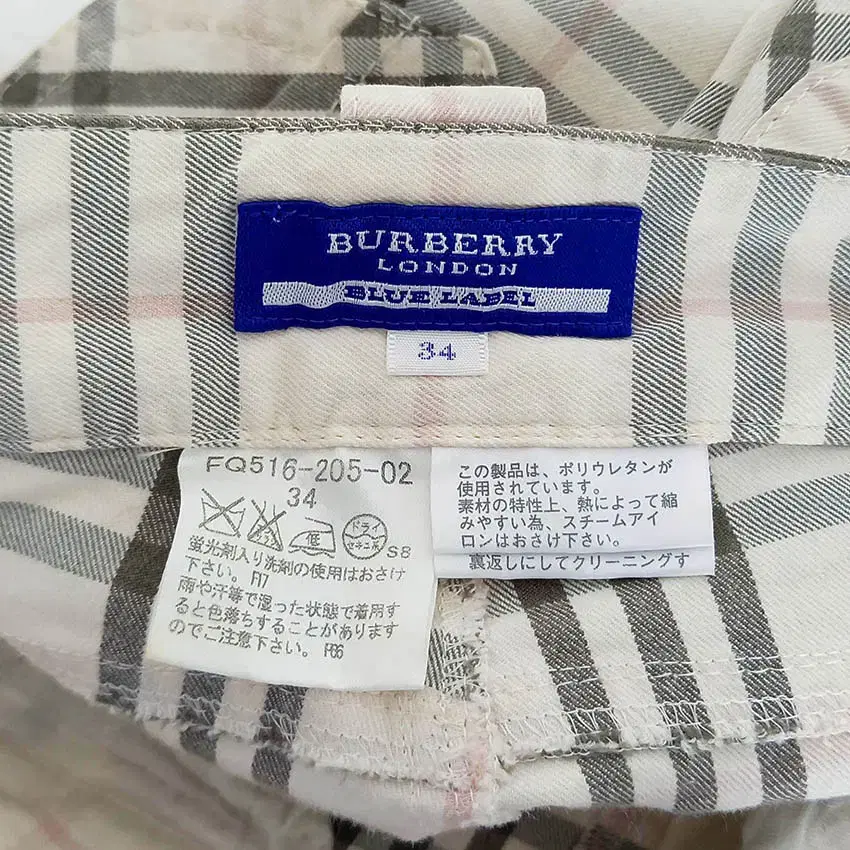 BURBERRY
LONDON
BLUE LABEL
34
FQ516-205-02
34
低
ドライ
セキユ系
S8
蛍光剤入り洗剤の使用はおさけ
下さい。 F17
雨や汗等で湿った状態で着用す
ると色落ちすることがあります
のでご注意下さい。 F66
この製品は、ポリウレタンが
使用されています。
素材の特性上、熱によって縮
みやすい為、スチームアイ
ロンはおさけ下さい。
裏返しにしてクリーニングす